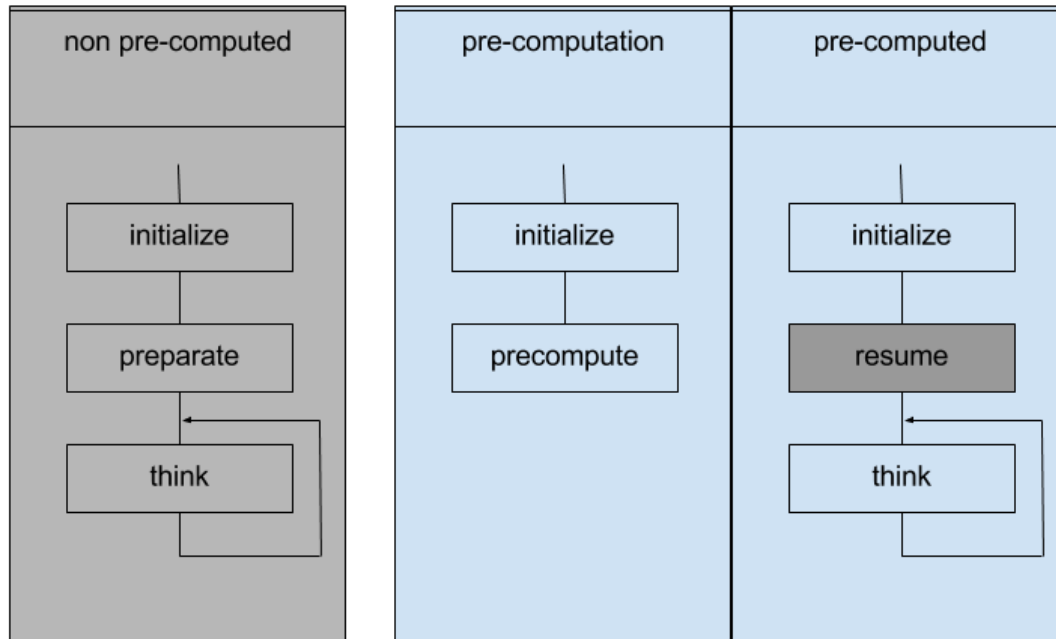 non pre-computed
pre-computation
pre-computed
initialize
preparate
think
initialize
precompute
initialize
resume
think